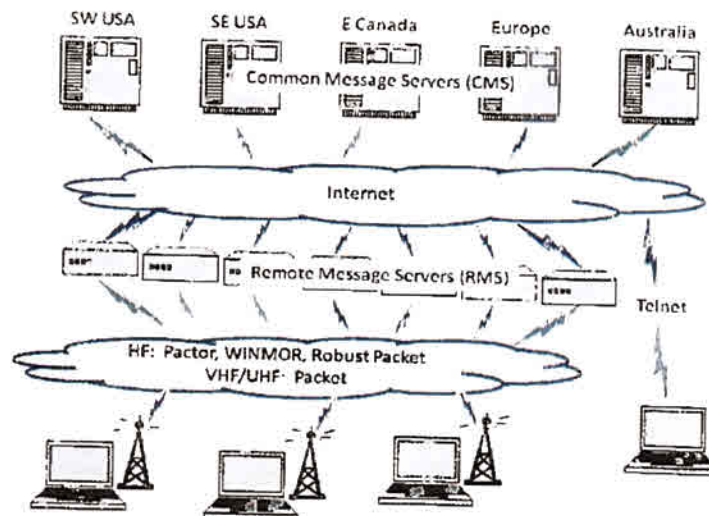 SW USA
SE USA
E Canada
Europe
Australia
Common Message Servers (CMS)
Internet
Remote Message Servers (RMS)
Telnet
HF: Pactor, WINMOR, Robust Packet
VHF/UHF: Packet